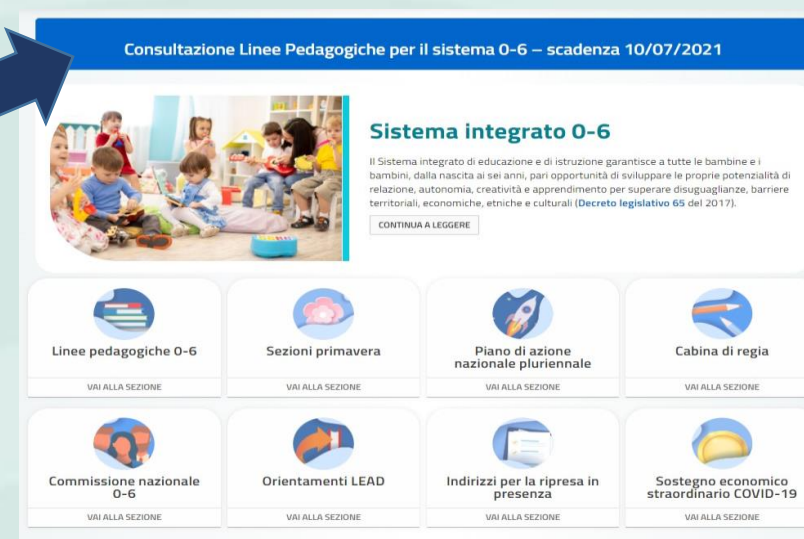 Consultazione Linee Pedagogiche per il sistema 0-6 – scadenza 10/07/2021
Sistema integrato 0-6
Il Sistema integrato di educazione e di istruzione garantisce a tutte le bambine e i
bambini, dalla nascita ai sei anni, pari opportunità di sviluppare le proprie potenzialità di
relazione, autonomia, creatività e apprendimento per superare disuguaglianze, barriere
territoriali, economiche, etniche e culturali (Decreto legislativo 65 del 2017).
CONTINUA A LEGGERE
Linee pedagogiche 0-6
VAI ALLA SEZIONE
Sezioni primavera
VAI ALLA SEZIONE
Piano di azione
nazionale pluriennale
VAI ALLA SEZIONE
Cabina di regia
VAI ALLA SEZIONE
Commissione nazionale
0-6
VAI ALLA SEZIONE
Orientamenti LEAD
VAI ALLA SEZIONE
Indirizzi per la ripresa in
presenza
VAI ALLA SEZIONE
Sostegno economico
straordinario COVID-19
VAI ALLA SEZIONE